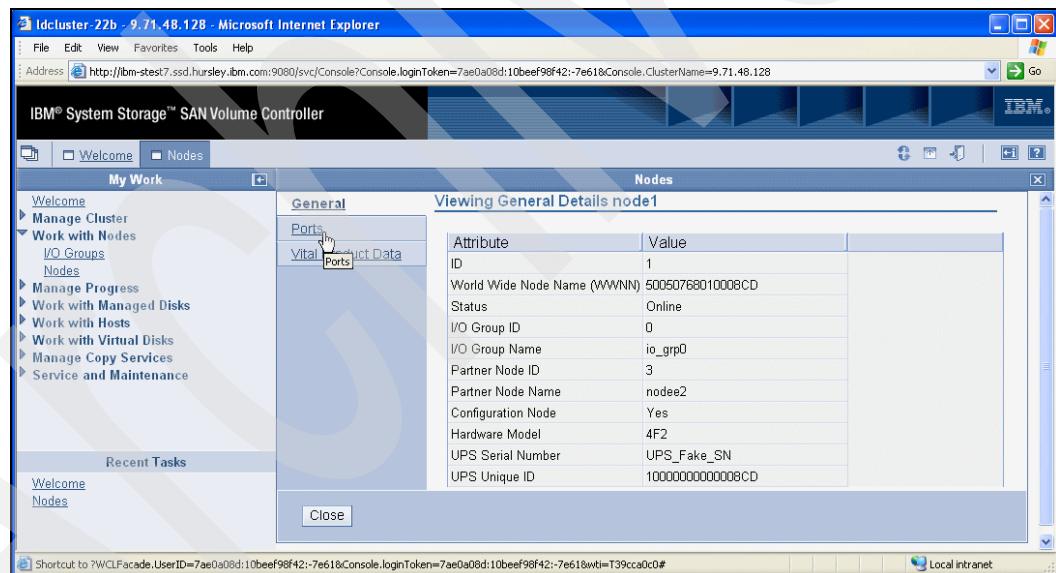 ldcluster-22b - 9.71.48.128 - Microsoft Internet Explorer
File Edit View Favorites Tools Help
Address http://ibm-stest7.ssd.hursley.ibm.com:9080/svc/Console?Console.loginToken=7ae0a08d:10beef98f42:-7e61&Console.ClusterName=9.71.48.128 Go
IBM® System Storage™ SAN Volume Controller IBM®
Welcome Nodes
My Work Nodes
Welcome
Manage Cluster
Work with Nodes
I/O Groups
Nodes
Manage Progress
Work with Managed Disks
Work with Hosts
Work with Virtual Disks
Manage Copy Services
Service and Maintenance
Recent Tasks
Welcome
Nodes
General
Ports
Vital Product Data
Ports
Viewing General Details node1
Attribute Value
ID 1
World Wide Node Name (WWNN) 50050768010008CD
Status Online
I/O Group ID 0
I/O Group Name io_grp0
Partner Node ID 3
Partner Node Name nodee2
Configuration Node Yes
Hardware Model 4F2
UPS Serial Number UPS_Fake_SN
UPS Unique ID 10000000000008CD
Close
Shortcut to ?WCLFacade.UserID=7ae0a08d:10beef98f42:-7e61&Console.loginToken=7ae0a08d:10beef98f42:-7e61&wti=T39cca0c0# Local intranet